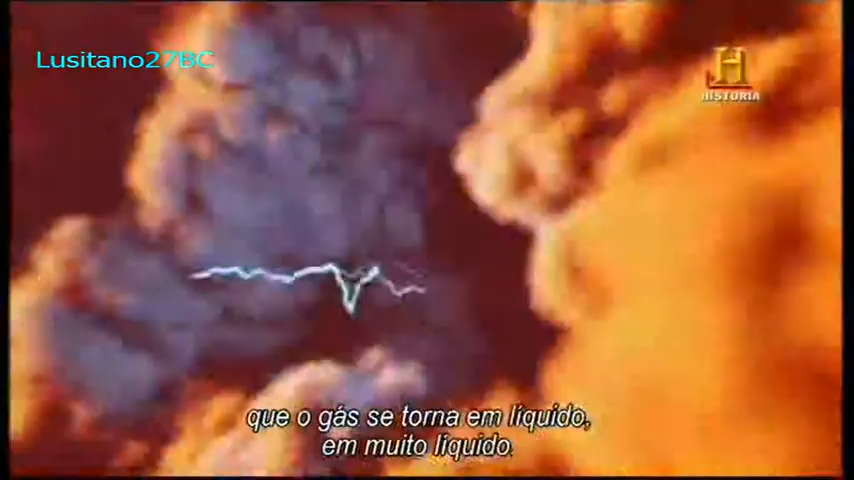 Lusitano27BC
H
HISTORIA
que o gás se torna em líquido,
em muito líquido.